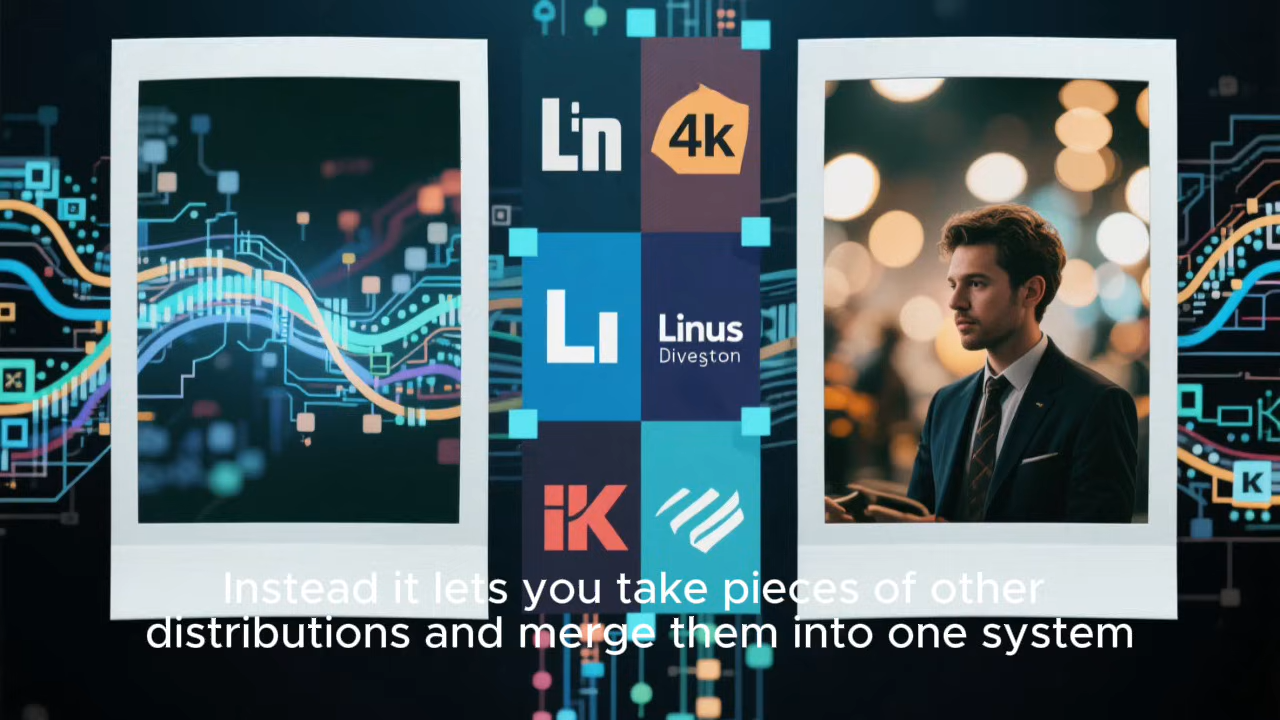 Lin
4k
LI
Linus
Diveston
iK
K
Instead it lets you take pieces of other
distributions and merge them into one system